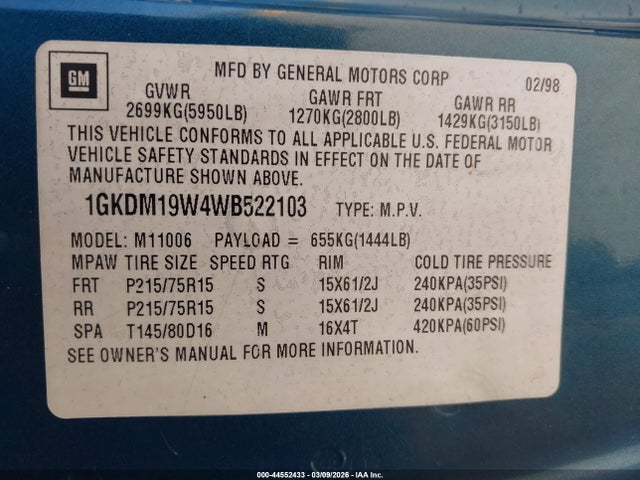 GM
MFD BY GENERAL MOTORS CORP 02/98
GVWR GAWR FRT GAWR RR
2699KG(5950LB) 1270KG(2800LB) 1429KG(3150LB)
THIS VEHICLE CONFORMS TO ALL APPLICABLE U.S. FEDERAL MOTOR
VEHICLE SAFETY STANDARDS IN EFFECT ON THE DATE OF
MANUFACTURE SHOWN ABOVE.
1GKDM19W4WB522103 TYPE: M.P.V.
MODEL: M11006 PAYLOAD = 655KG(1444LB)
MPAW TIRE SIZE SPEED RTG RIM COLD TIRE PRESSURE
FRT P215/75R15 S 15X61/2J 240KPA(35PSI)
RR P215/75R15 S 15X61/2J 240KPA(35PSI)
SPA T145/80D16 M 16X4T 420KPA(60PSI)
SEE OWNER'S MANUAL FOR MORE INFORMATION.
000-44552433 | 03/09/2026 | IAA Inc.